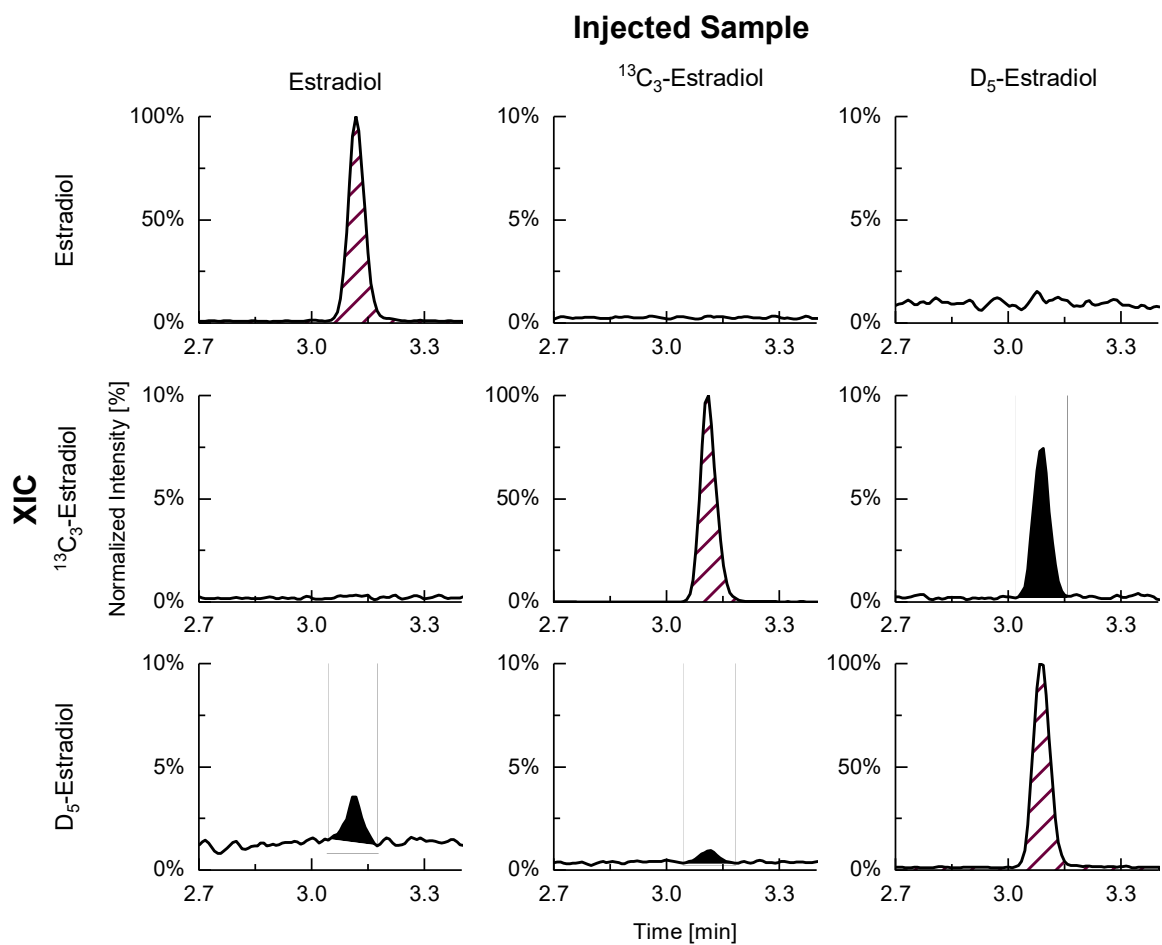 Injected Sample
Estradiol
¹³C₃-Estradiol
D₅-Estradiol
XIC
Estradiol
¹³C₃-Estradiol
D₅-Estradiol
Normalized Intensity [%]
100%
50%
0%
2.7 3.0 3.3
10%
5%
0%
2.7 3.0 3.3
10%
5%
0%
2.7 3.0 3.3
10%
5%
0%
2.7 3.0 3.3
100%
50%
0%
2.7 3.0 3.3
10%
5%
0%
2.7 3.0 3.3
10%
5%
0%
2.7 3.0 3.3
10%
5%
0%
2.7 3.0 3.3
100%
50%
0%
2.7 3.0 3.3
Time [min]